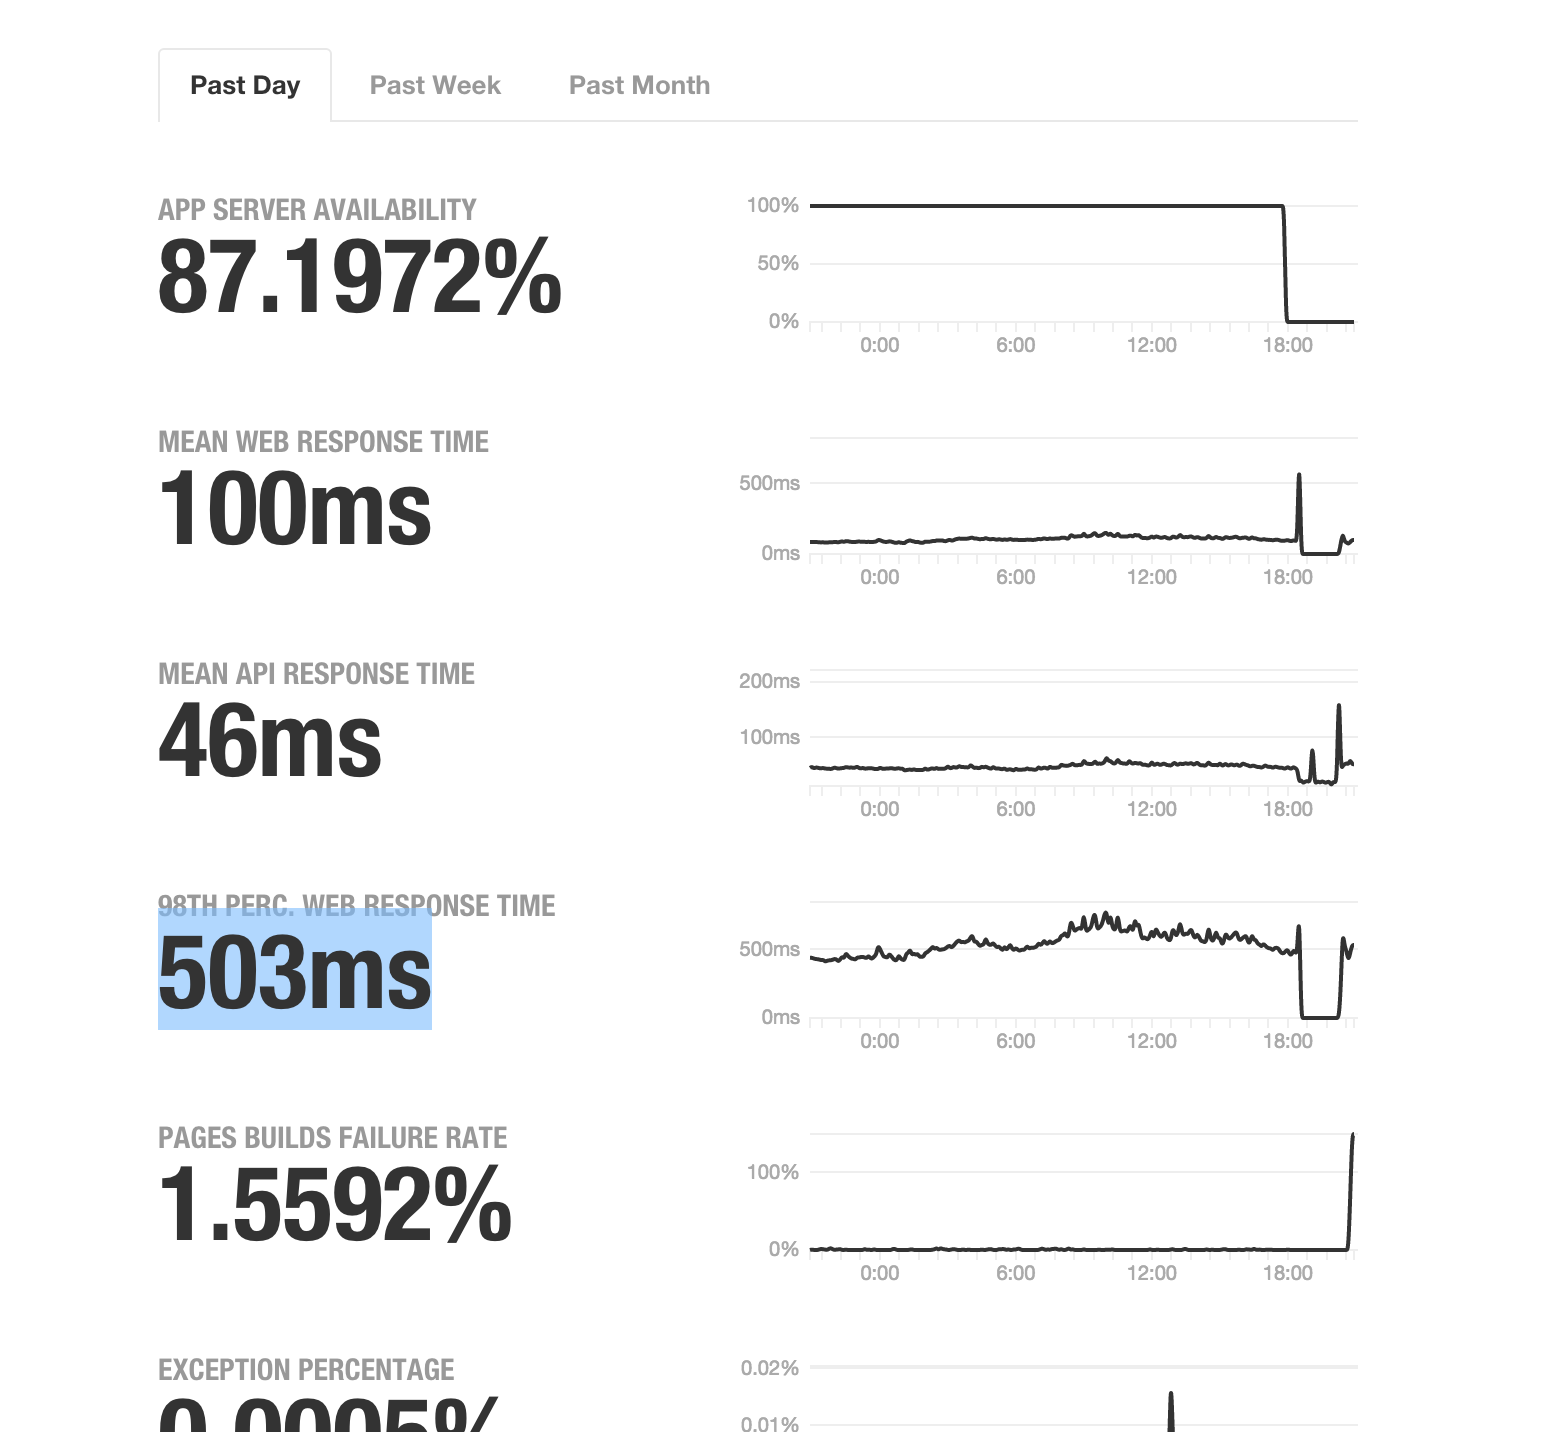 Past Day Past Week Past Month
APP SERVER AVAILABILITY
87.1972%
100%
50%
0%
0:00 6:00 12:00 18:00
MEAN WEB RESPONSE TIME
100ms
500ms
0ms
0:00 6:00 12:00 18:00
MEAN API RESPONSE TIME
46ms
200ms
100ms
0:00 6:00 12:00 18:00
98TH PERC. WEB RESPONSE TIME
503ms
500ms
0ms
0:00 6:00 12:00 18:00
PAGES BUILDS FAILURE RATE
1.5592%
100%
0%
0:00 6:00 12:00 18:00
EXCEPTION PERCENTAGE
0.0005%
0.02%
0.01%